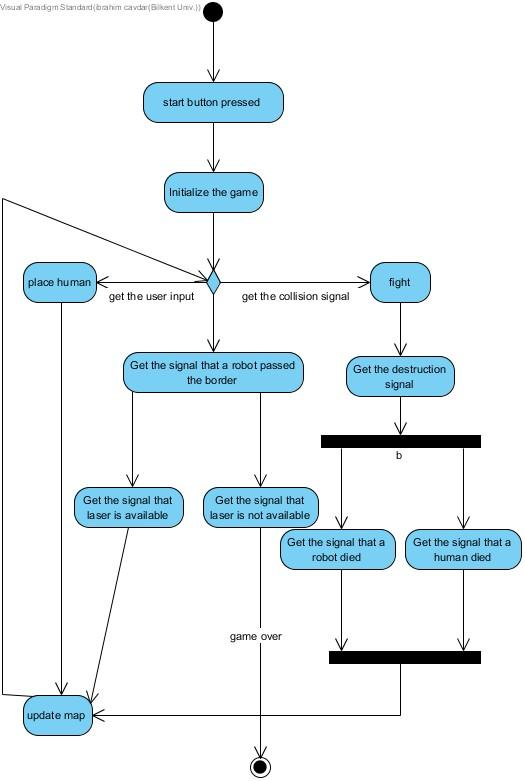 Visual Paradigm Standard(ibrahim cavdar(Bilkent Univ.))
start button pressed
Initialize the game
place human
get the user input
get the collision signal
fight
Get the signal that a robot passed
the border
Get the destruction
signal
b
Get the signal that
laser is available
Get the signal that
laser is not available
Get the signal that a
robot died
Get the signal that a
human died
game over
update map